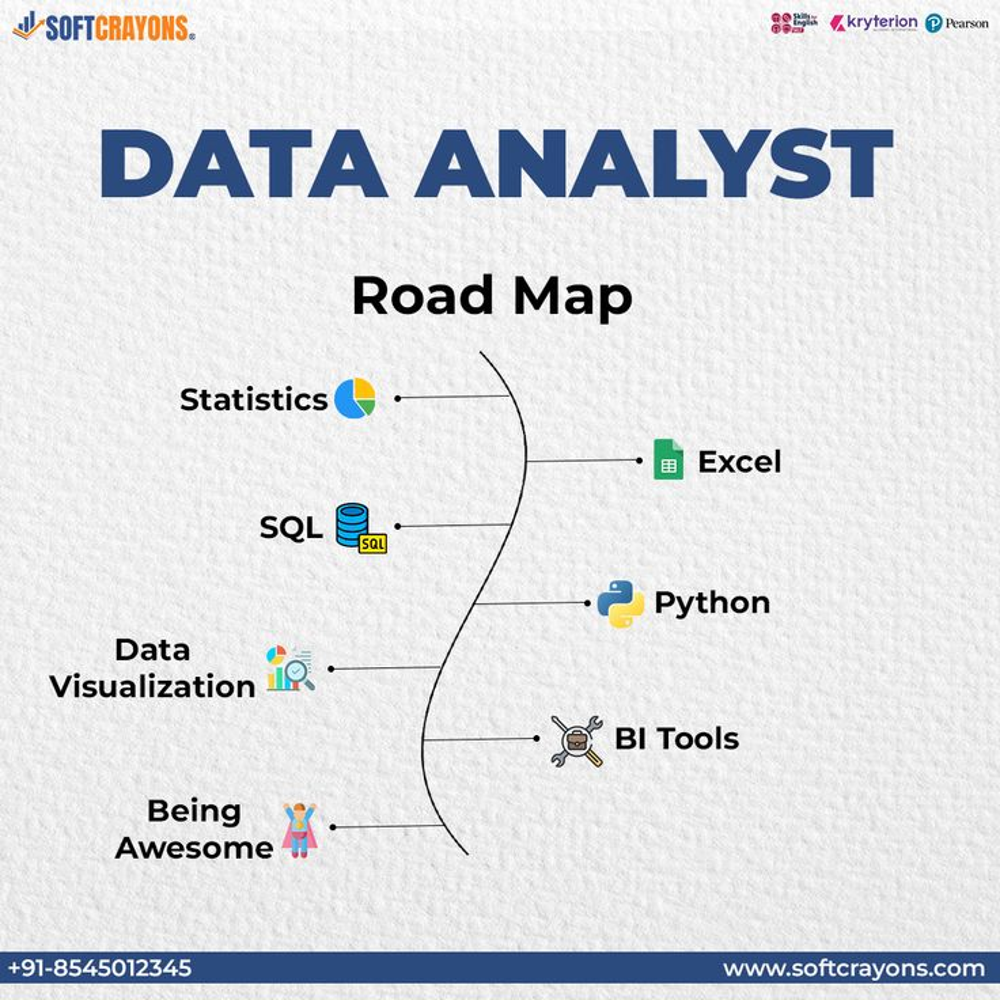 SOFTCRAYONS®
Skills for
English
kryterion
Pearson
DATA ANALYST
Road Map
Statistics
Excel
SQL
SQL
Python
Data
Visualization
BI Tools
Being
Awesome
+91-8545012345
www.softcrayons.com